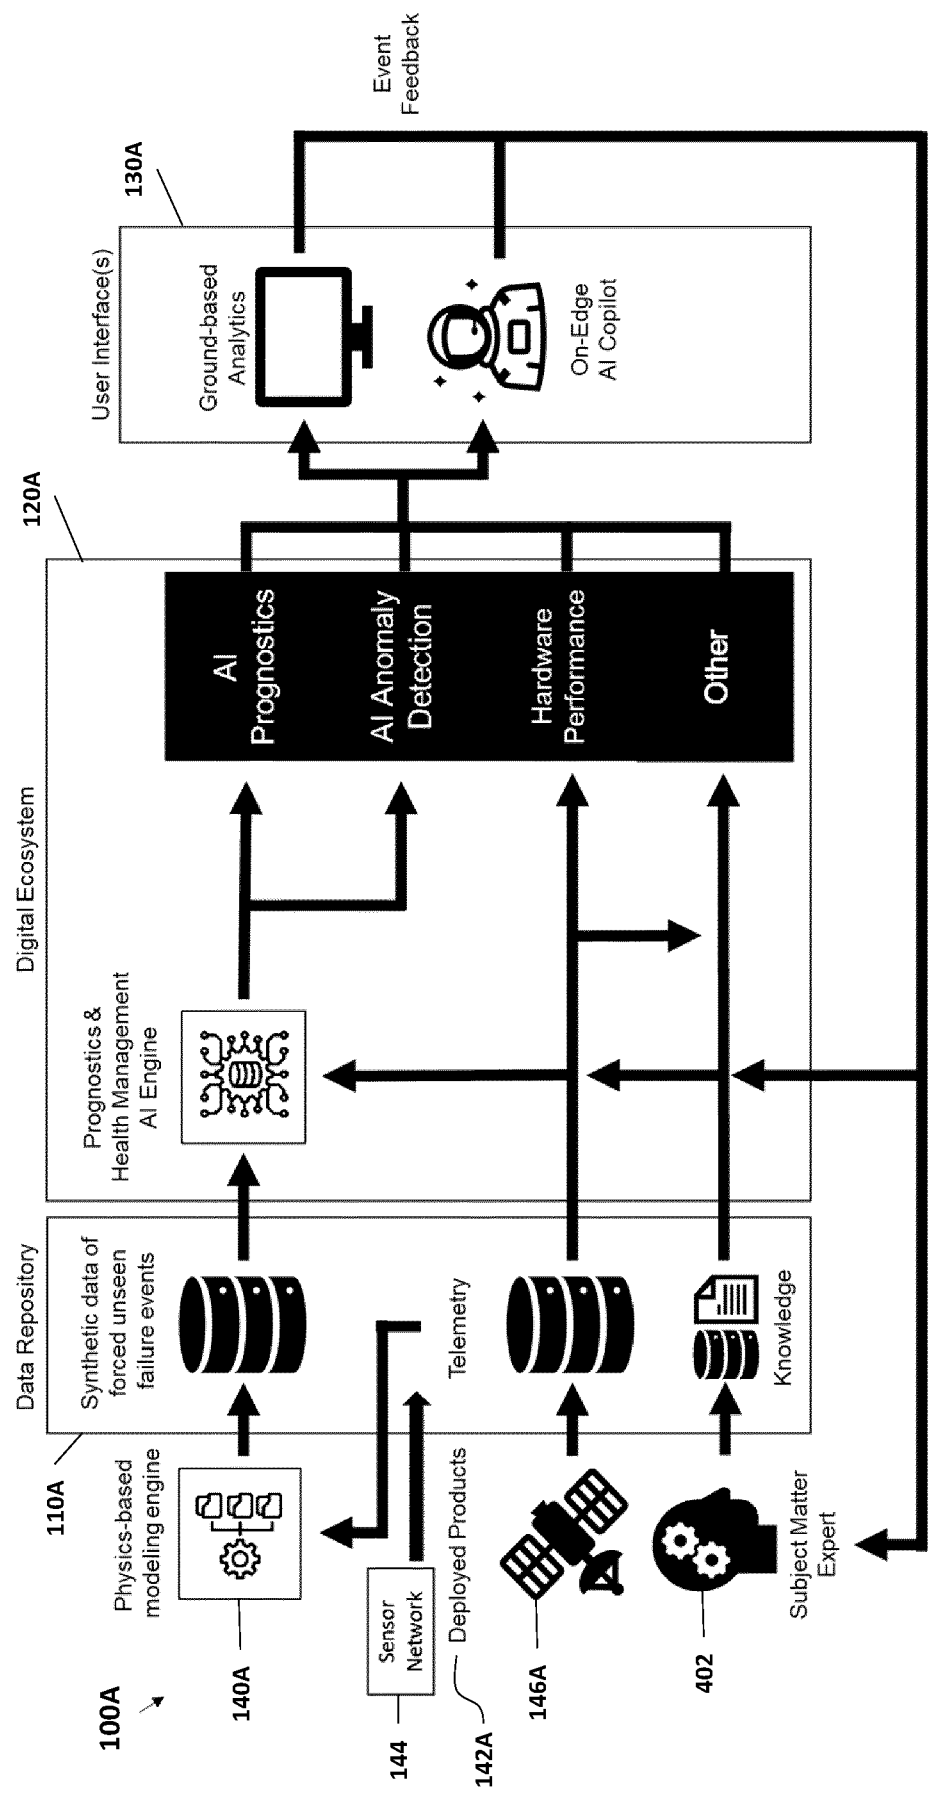 100A
140A
Physics-based
modeling engine
144
Sensor
Network
142A
Deployed Products
146A
402
Subject Matter
Expert
110A
Data Repository
Synthetic data of
forced unseen
failure events
Telemetry
Knowledge
Digital Ecosystem
120A
Prognostics &
Health Management
AI Engine
AI
Prognostics
AI Anomaly
Detection
Hardware
Performance
Other
User Interface(s)
130A
Ground-based
Analytics
On-Edge
AI Copilot
Event
Feedback